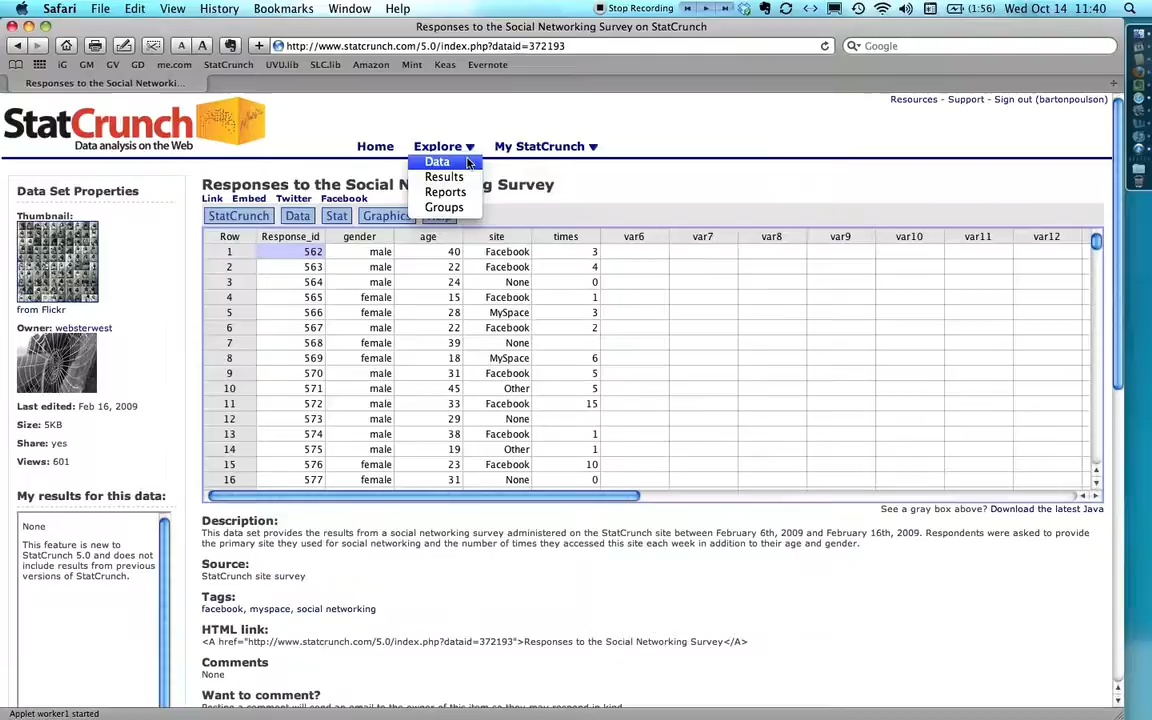 Safari File Edit View History Bookmarks Window Help Stop Recording (1:56) Wed Oct 14 11:40
Responses to the Social Networking Survey on StatCrunch
http://www.statcrunch.com/5.0/index.php?dataid=372193 Google
iG GM GV GD me.com StatCrunch UVU.lib SLC.lib Amazon Mint Keas Evernote
Responses to the Social Networki...
Resources - Support - Sign out (bartonpoulson)
StatCrunch
Data analysis on the Web
Home Explore ▼ My StatCrunch ▼
Data
Results
Reports
Groups
Data Set Properties
Thumbnail:
from Flickr
Owner: websterwest
Last edited: Feb 16, 2009
Size: 5KB
Share: yes
Views: 601
My results for this data:
None
This feature is new to
StatCrunch 5.0 and does not
include results from previous
versions of StatCrunch.
Responses to the Social N g Survey
Link Embed Twitter Facebook
StatCrunch Data Stat Graphics
Row Response_id gender age site times var6 var7 var8 var9 var10 var11 var12
1 562 male 40 Facebook 3
2 563 male 22 Facebook 4
3 564 male 24 None 0
4 565 female 15 Facebook 1
5 566 female 28 MySpace 3
6 567 male 22 Facebook 2
7 568 female 39 None
8 569 female 18 MySpace 6
9 570 male 31 Facebook 5
10 571 male 45 Other 5
11 572 male 33 Facebook 15
12 573 male 29 None
13 574 male 38 Facebook 1
14 575 male 19 Other 1
15 576 female 23 Facebook 10
16 577 female 31 None 0
See a gray box above? Download the latest Java
Description:
This data set provides the results from a social networking survey administered on the StatCrunch site between February 6th, 2009 and February 16th, 2009. Respondents were asked to provide
the primary site they used for social networking and the number of times they accessed this site each week in addition to their age and gender.
Source:
StatCrunch site survey
Tags:
facebook, myspace, social networking
HTML link:
<A href="http://www.statcrunch.com/5.0/index.php?dataid=372193">Responses to the Social Networking Survey</A>
Comments
None
Want to comment?
Applet worker1 started